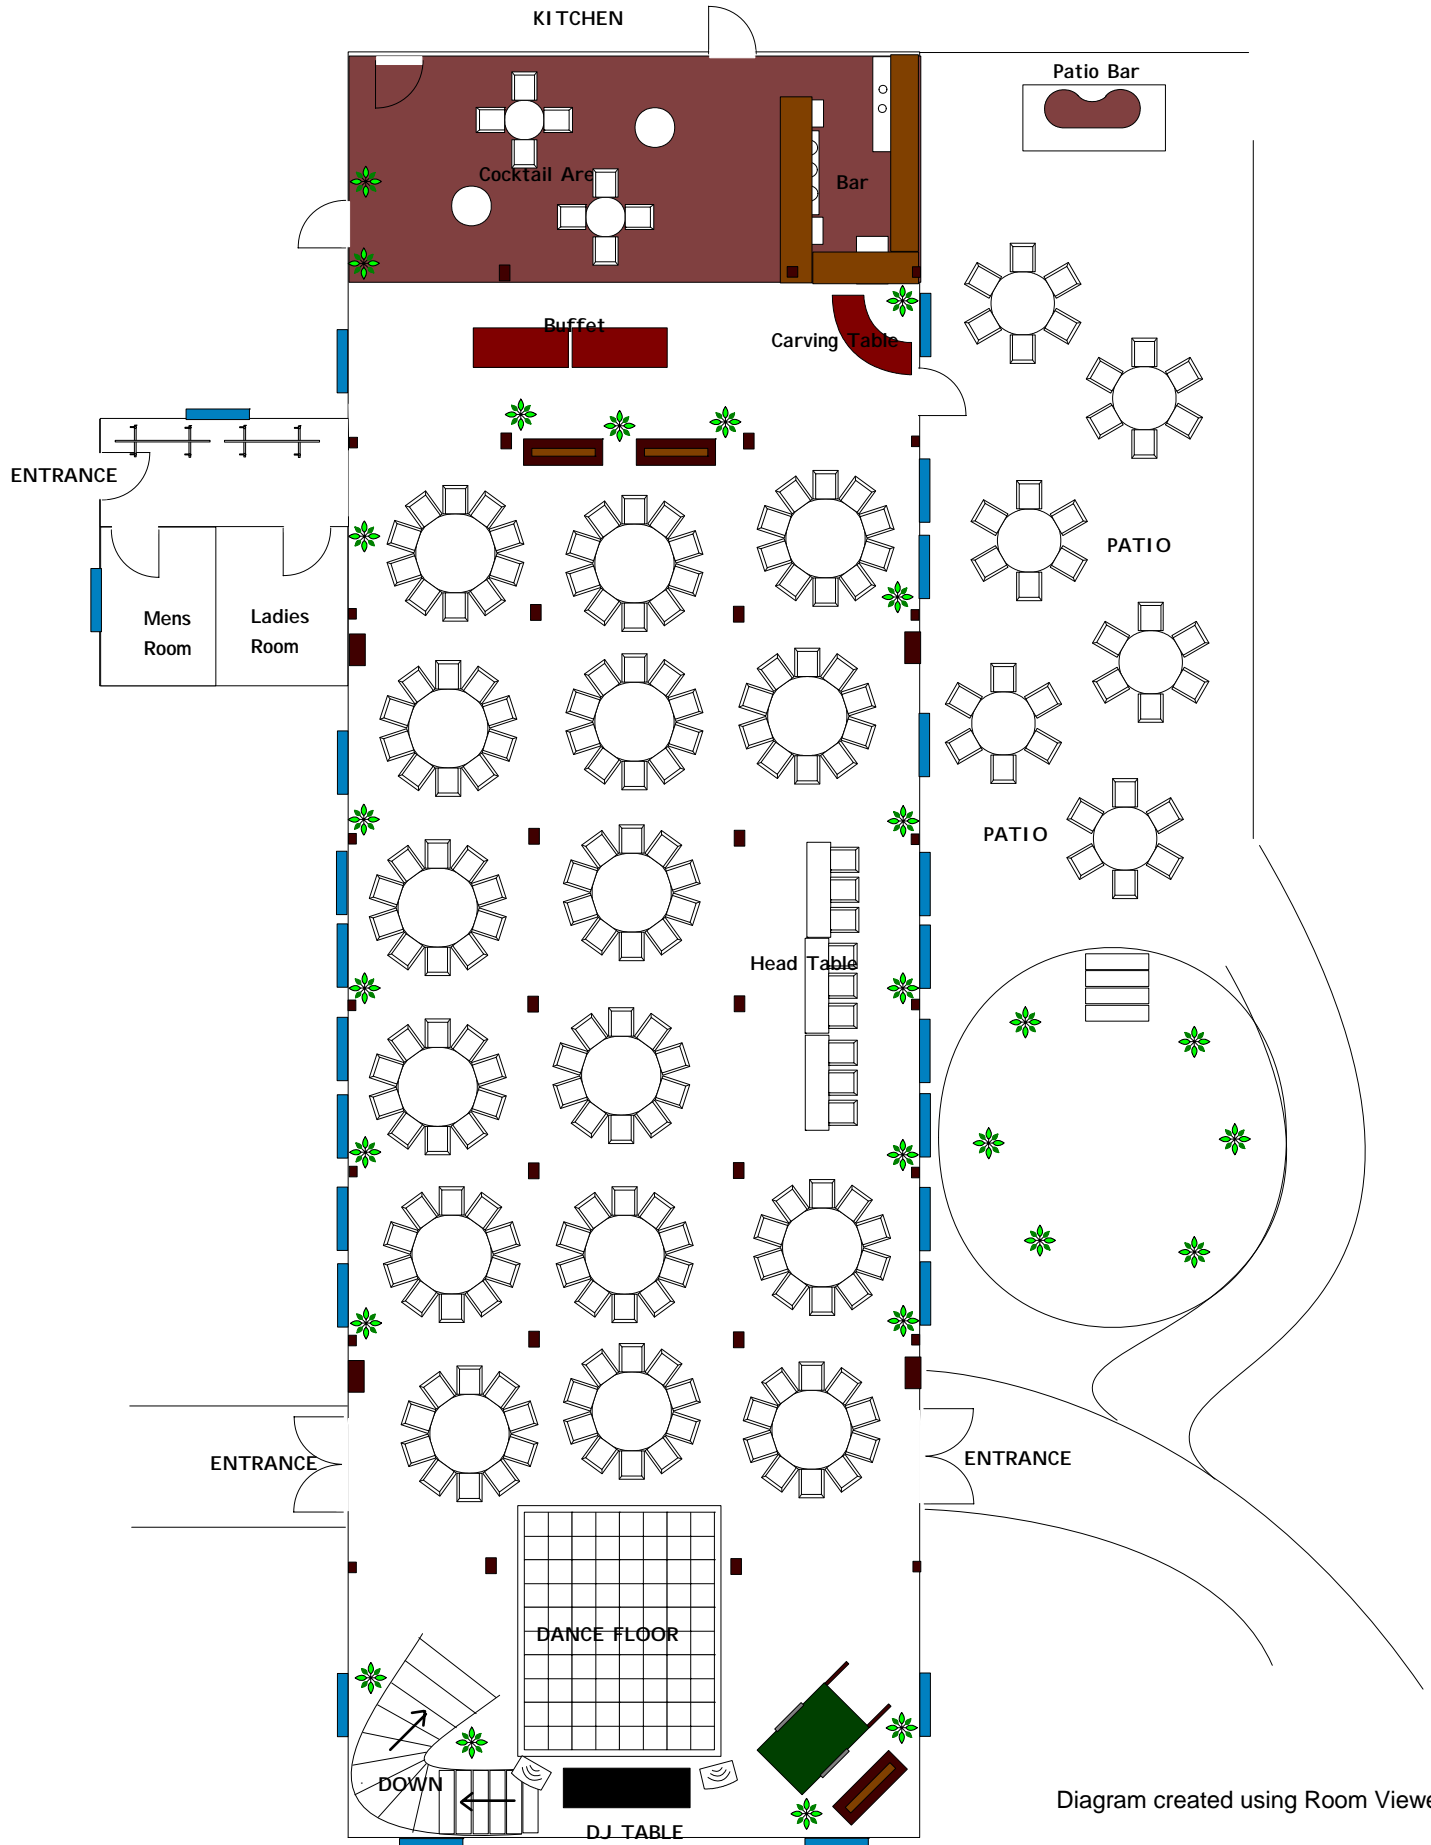 KITCHEN
Patio Bar
Cocktail Are
Bar
Buffet
Carving Table
ENTRANCE
PATIO
Mens
Room
Ladies
Room
PATIO
Head Table
ENTRANCE
ENTRANCE
DANCE FLOOR
DOWN
DJ TABLE
Diagram created using Room Viewe